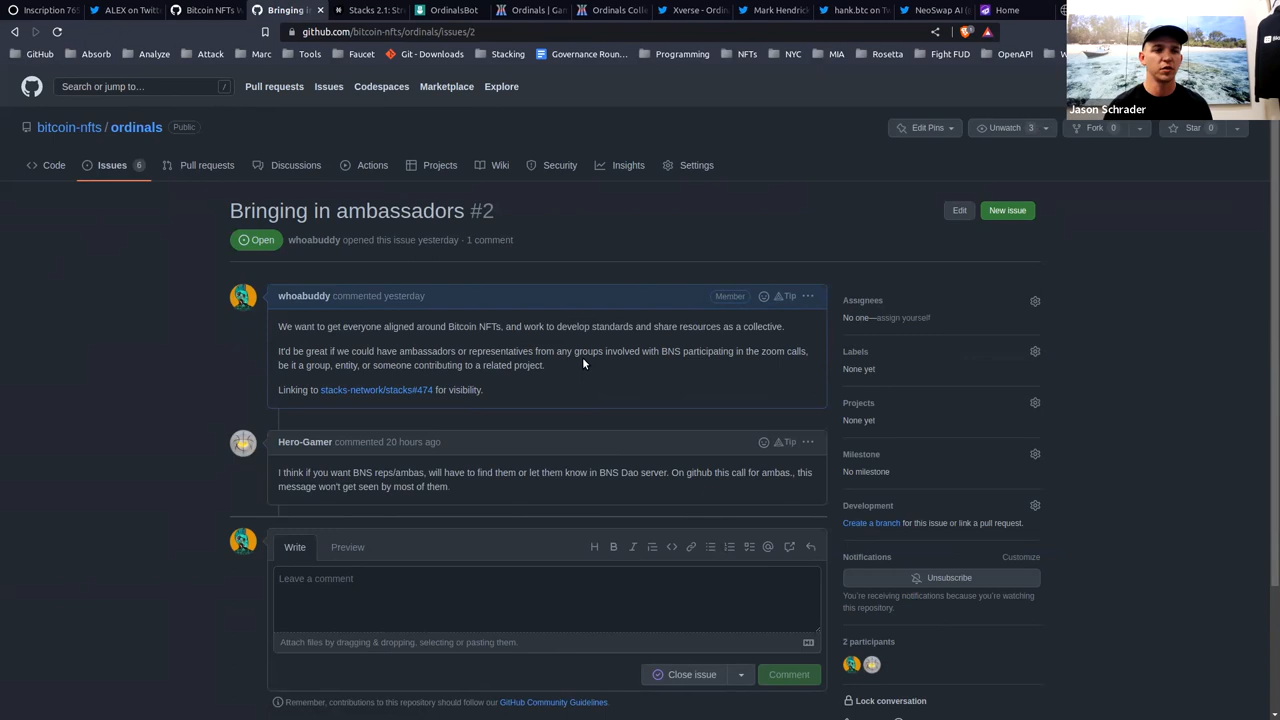 Inscription 76
ALEX on Twitt
Bitcoin NFTs W
Bringing i
Stacks 2.1: Str
OrdinalsBot
Ordinals | Gam
Ordinals Colle
Xverse - Ordin
Mark Hendrick
hank.btc on Tw
NeoSwap AI (
Home
github.com/bitcoin-nfts/ordinals/issues/2
GitHub
Absorb
Analyze
Attack
Marc
Tools
Faucet
Git - Downloads
Staking
Governance Roun...
Programming
NFTs
NYC
MIA
Rosetta
Fight FUD
OpenAPI
Jason Schrader
Search or jump to...
/
Pull requests
Issues
Codespaces
Marketplace
Explore
bitcoin-nfts / ordinals
Public
Edit Pins
Unwatch 3
Fork 0
Star 0
Code
Issues 6
Pull requests
Discussions
Actions
Projects
Wiki
Security
Insights
Settings
Bringing in ambassadors #2
Edit
New issue
Open
whoabuddy opened this issue yesterday · 1 comment
whoabuddy commented yesterday
Member
Tip
We want to get everyone aligned around Bitcoin NFTs, and work to develop standards and share resources as a collective.
It'd be great if we could have ambassadors or representatives from any groups involved with BNS participating in the zoom calls,
be it a group, entity, or someone contributing to a related project.
Linking to stacks-network/stacks#474 for visibility.
Hero-Gamer commented 20 hours ago
Tip
I think if you want BNS reps/ambas, will have to find them or let them know in BNS Dao server. On github this call for ambas., this
message won't get seen by most of them.
Write
Preview
Leave a comment
Attach files by dragging & dropping, selecting or pasting them.
Close issue
Comment
Remember, contributions to this repository should follow our GitHub Community Guidelines.
Assignees
No one—assign yourself
Labels
None yet
Projects
None yet
Milestone
No milestone
Development
Create a branch for this issue or link a pull request.
Notifications
Customize
Unsubscribe
You're receiving notifications because you're watching
this repository.
2 participants
Lock conversation